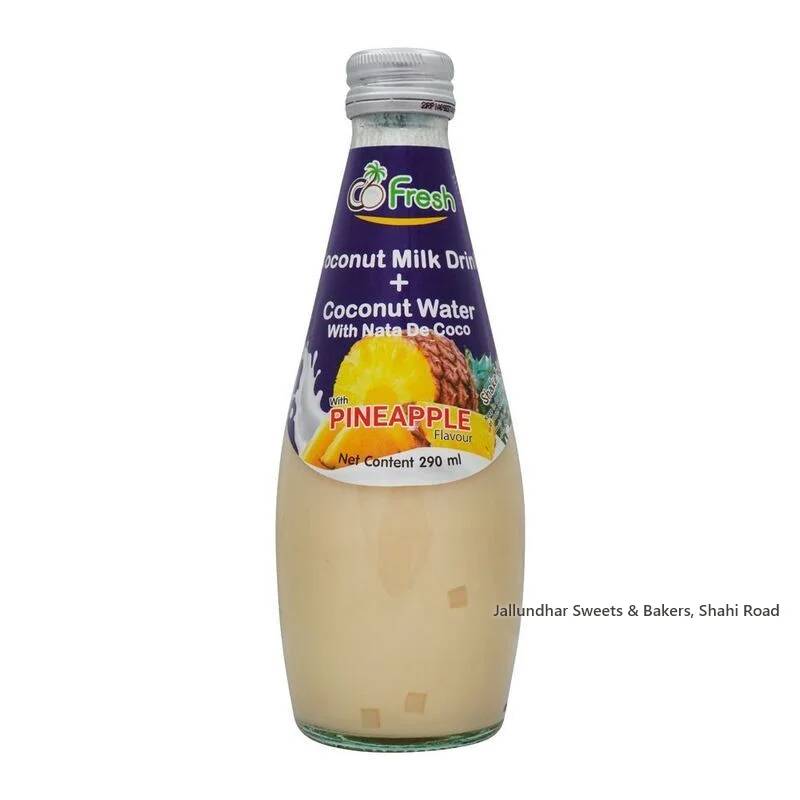 CO Fresh
oconut Milk Drin
+
Coconut Water
With Nata De Coco
With
PINEAPPLE
Flavour
Net Content 290 ml
Jallundhar Sweets & Bakers, Shahi Road